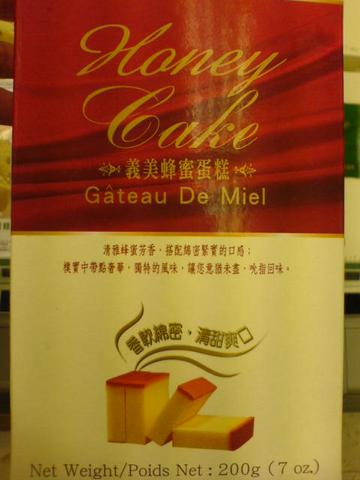 Honey
Cake
義美蜂蜜蛋糕
Gâteau De Miel
清雅蜂蜜芳香，搭配綿密緊實的口感；
樸實中帶點奢華，獨特的風味，讓您意猶未盡，吮指回味。
香軟綿密、清甜爽口
Net Weight/Poids Net : 200g (7 oz.)